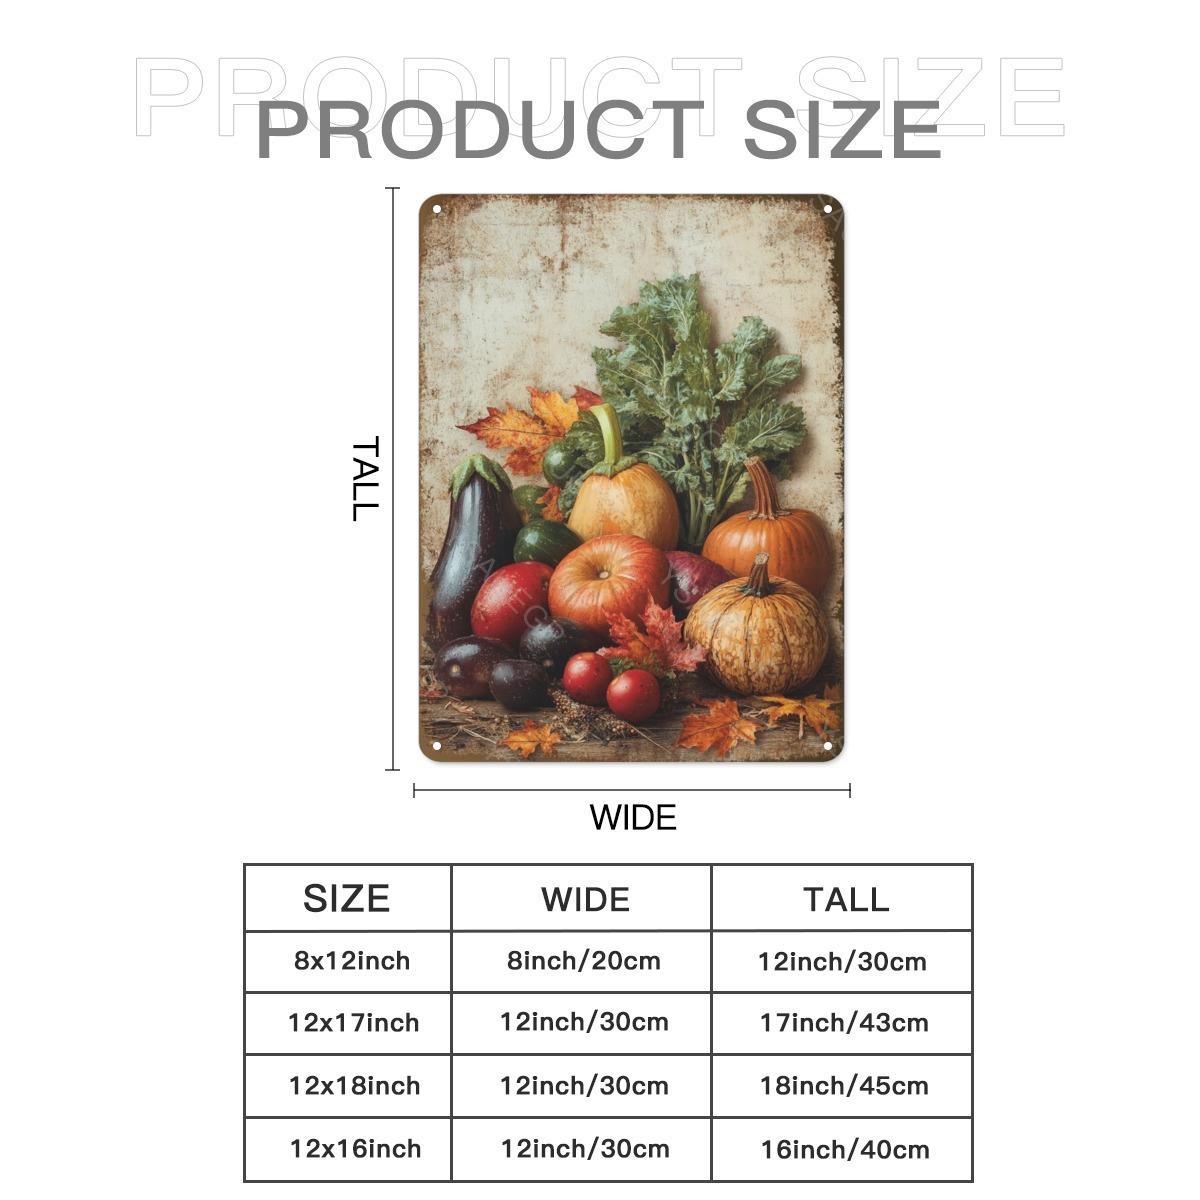 PRODUCT SIZE
PRODUCT SIZE
TALL
WIDE
SIZE WIDE TALL
8x12inch 8inch/20cm 12inch/30cm
12x17inch 12inch/30cm 17inch/43cm
12x18inch 12inch/30cm 18inch/45cm
12x16inch 12inch/30cm 16inch/40cm